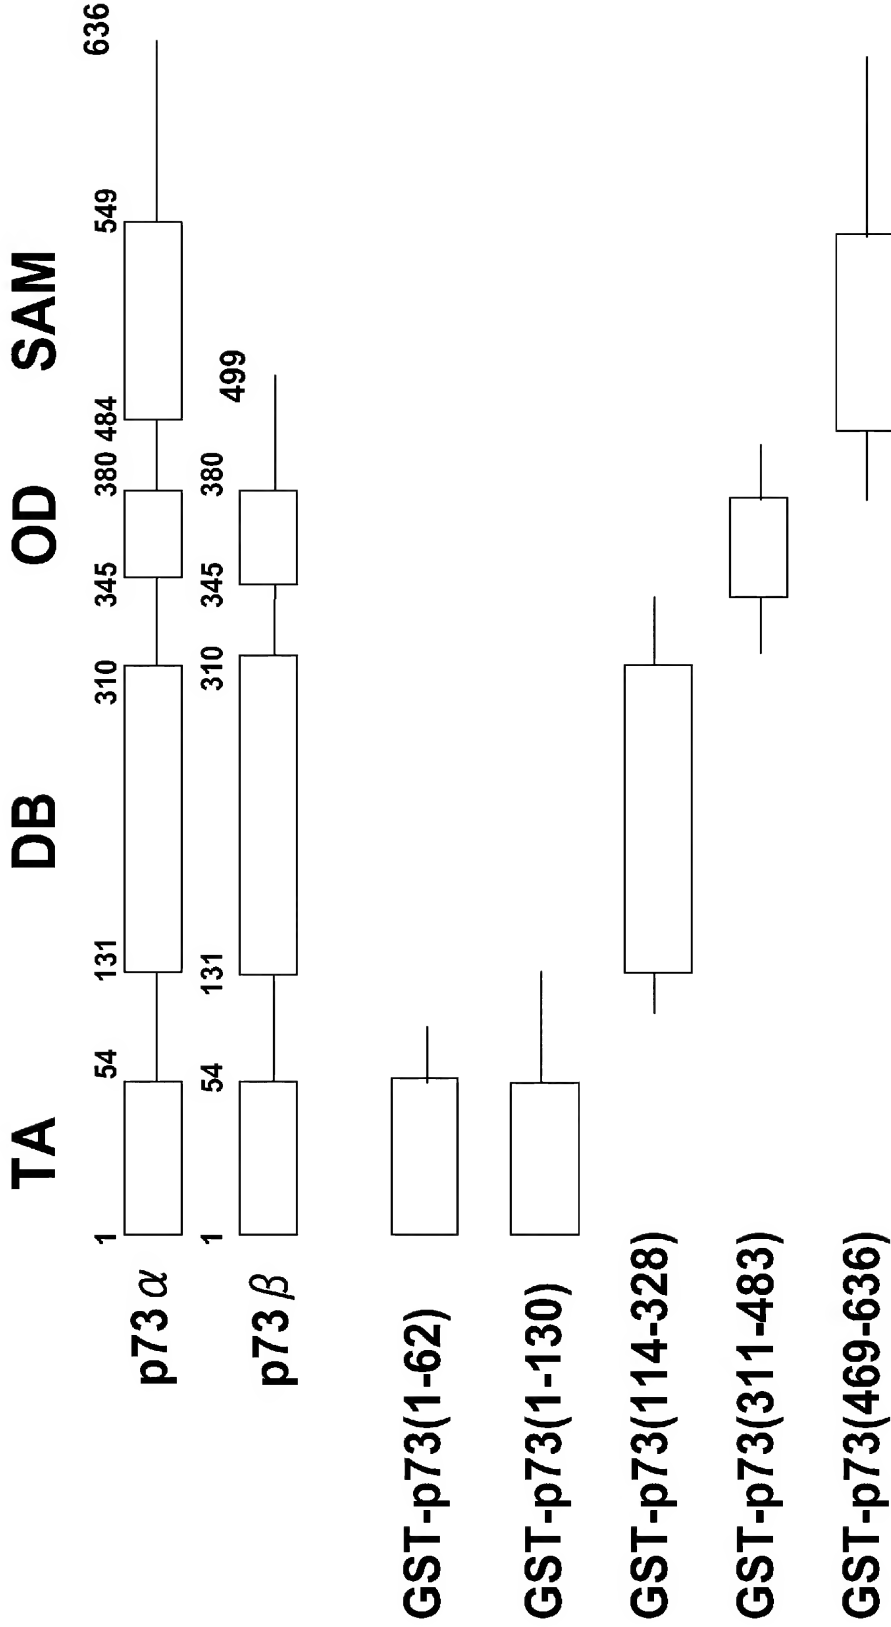 TA DB OD SAM
1 54 131 310 345 380 484 549 636
p73 α
1 54 131 310 345 380 499
p73 β
GST-p73(1-62)
GST-p73(1-130)
GST-p73(114-328)
GST-p73(311-483)
GST-p73(469-636)